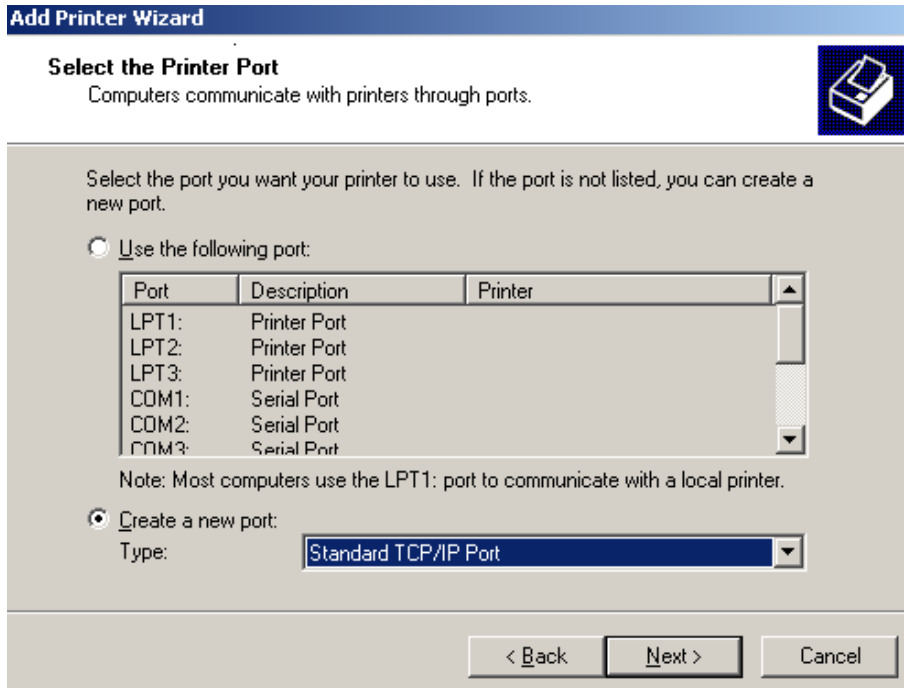 Add Printer Wizard
Select the Printer Port
Computers communicate with printers through ports.
Select the port you want your printer to use. If the port is not listed, you can create a
new port.
Use the following port:
Port Description Printer
LPT1: Printer Port
LPT2: Printer Port
LPT3: Printer Port
COM1: Serial Port
COM2: Serial Port
COM3: Serial Port
Note: Most computers use the LPT1: port to communicate with a local printer.
Create a new port:
Type: Standard TCP/IP Port
< Back Next > Cancel